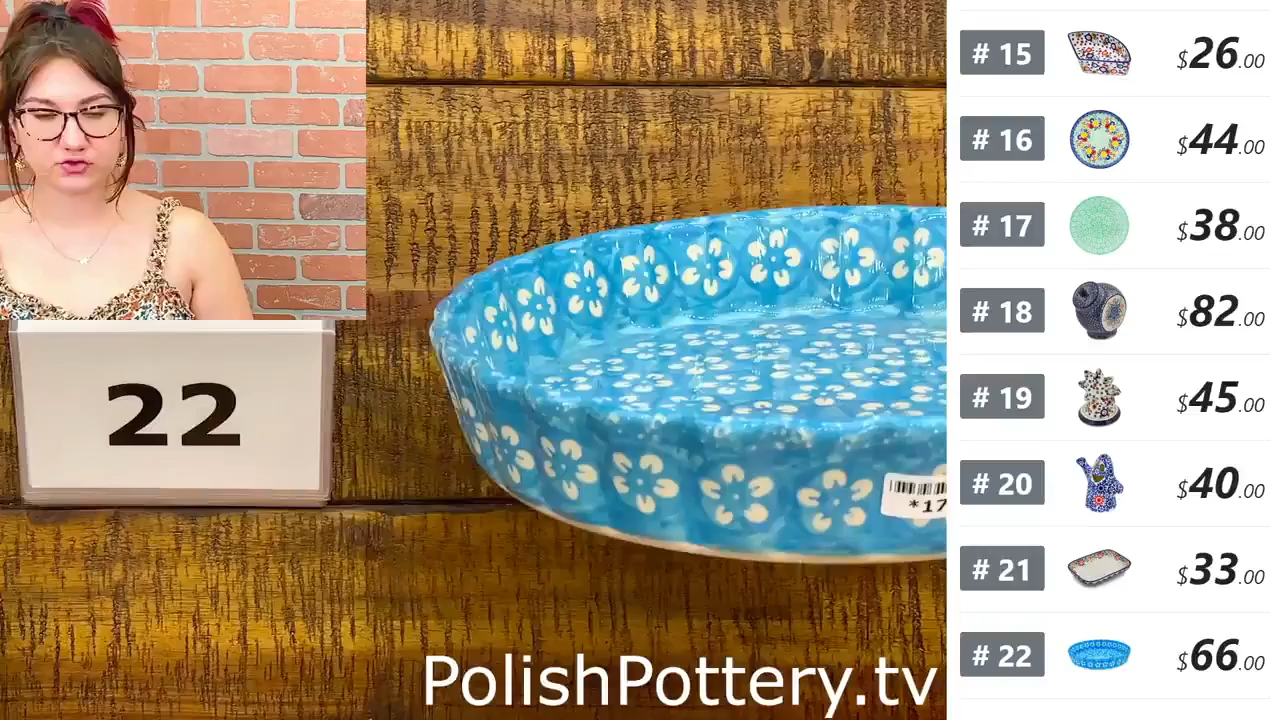 22
*17
PolishPottery.tv
# 15 $26.00
# 16 $44.00
# 17 $38.00
# 18 $82.00
# 19 $45.00
# 20 $40.00
# 21 $33.00
# 22 $66.00